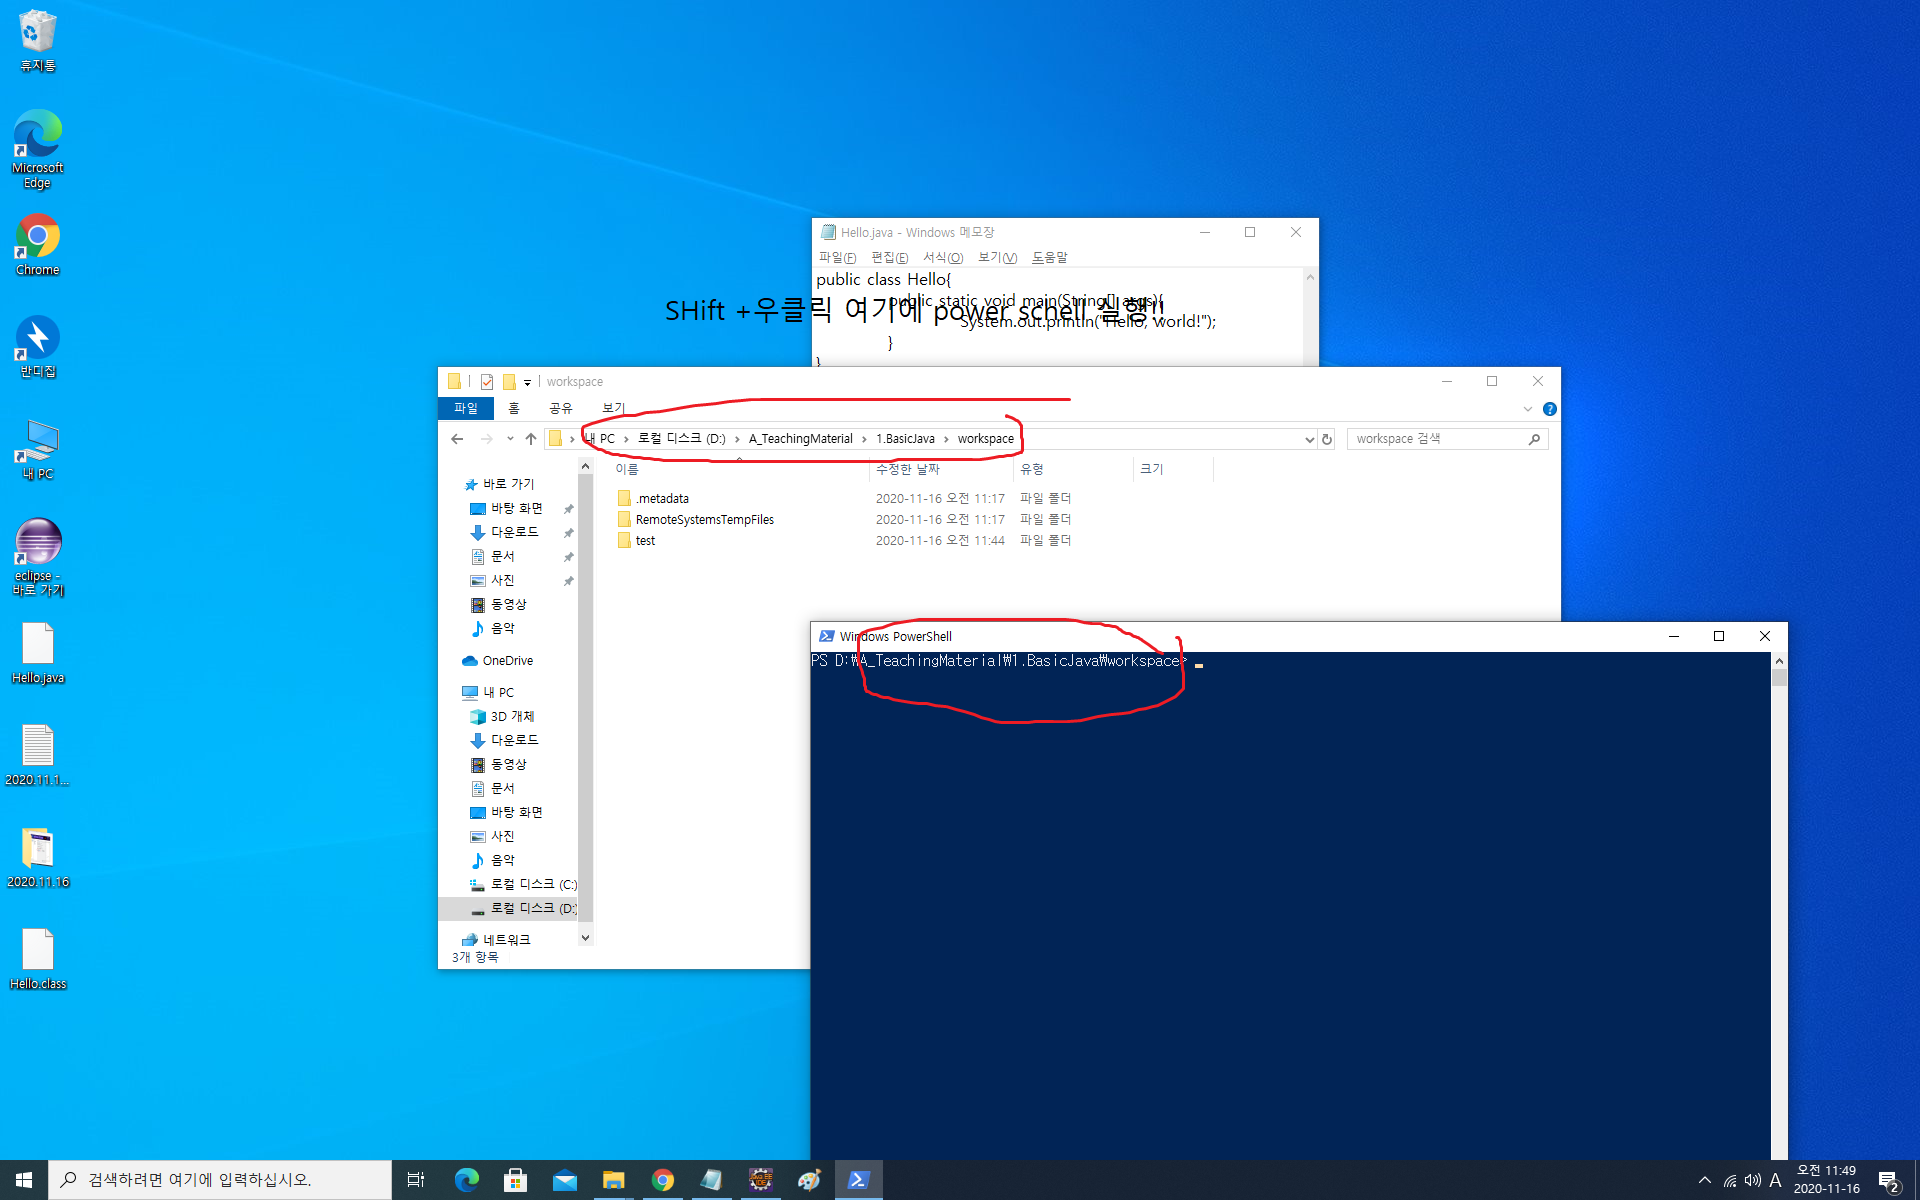 휴지통
Microsoft
Edge
Chrome
반디집
내 PC
eclipse -
바로 가기
Hello.java
2020.11.1...
2020.11.16
Hello.class
Hello.java - Windows 메모장
파일(F) 편집(E) 서식(O) 보기(V) 도움말
public class Hello{
public static void main(String[] args){
SHift +우클릭 여기에 power schell 실행!!
System.out.println("Hello, world!");
}
}
workspace
파일 홈 공유 보기
내 PC > 로컬 디스크 (D:) > A_TeachingMaterial > 1.BasicJava > workspace
workspace 검색
이름 수정한 날짜 유형 크기
.metadata 2020-11-16 오전 11:17 파일 폴더
RemoteSystemsTempFiles 2020-11-16 오전 11:17 파일 폴더
test 2020-11-16 오전 11:44 파일 폴더
바로 가기
바탕 화면
다운로드
문서
사진
동영상
음악
OneDrive
내 PC
3D 개체
다운로드
동영상
문서
바탕 화면
사진
음악
로컬 디스크 (C:)
로컬 디스크 (D:)
네트워크
3개 항목
Windows PowerShell
PS D:₩A_TeachingMaterial₩1.BasicJava₩workspace> _
검색하려면 여기에 입력하십시오.
A
오전 11:49
2020-11-16
2